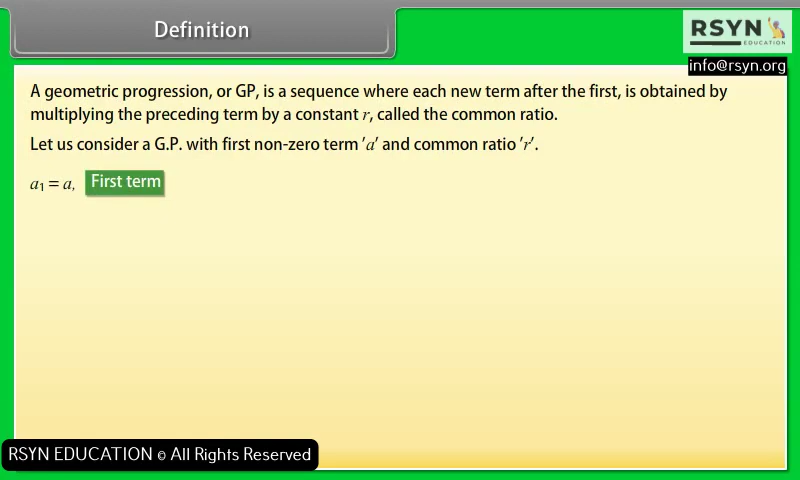 Definition
RSYN
EDUCATION
info@rsyn.org
A geometric progression, or GP, is a sequence where each new term after the first, is obtained by
multiplying the preceding term by a constant r, called the common ratio.
Let us consider a G.P. with first non-zero term 'a' and common ratio 'r'.
a₁ = a, First term
RSYN EDUCATION © All Rights Reserved